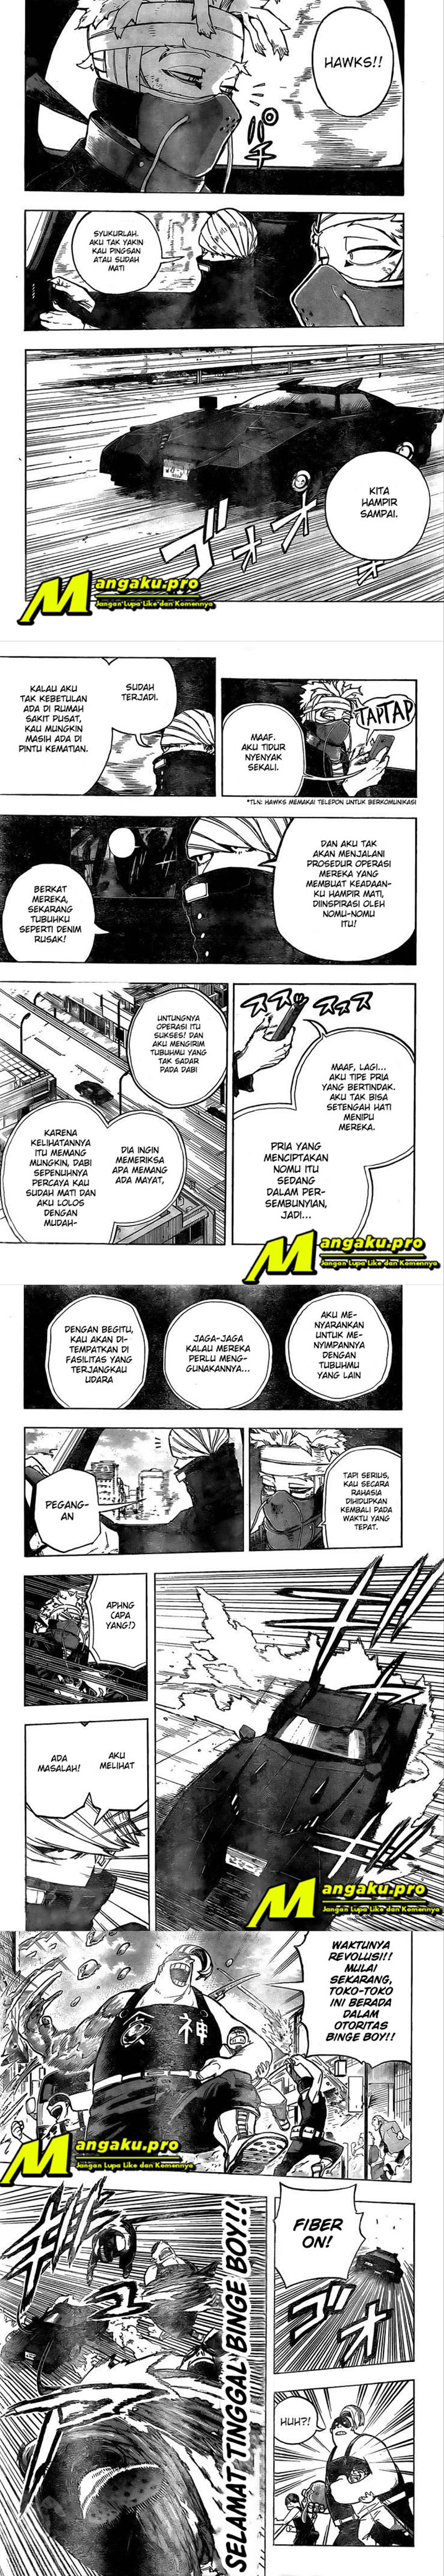 HAWKS!!
SYUKURLAH.
AKU TAK YAKIN
KAU PINGSAN
ATAU SUDAH
MATI
KITA
HAMPIR
SAMPAI.
ゴォォ
Mangaku.pro
Jangan Lupa Like dan Komennya
TAPTAP
MAAF.
AKU TIDUR
NYENYAK
SEKALI.
SUDAH
TERJADI.
KALAU AKU
TAK KEBETULAN
ADA DI RUMAH
SAKIT PUSAT,
KAU MUNGKIN
MASIH ADA DI
PINTU KEMATIAN.
*TLN: HAWKS MEMAKAI TELEPON UNTUK BERKOMUNIKASI
DAN AKU TAK
AKAN MENJALANI
PROSEDUR OPERASI
MEREKA YANG
MEMBUAT KEADAAN-
KU HAMPIR MATI,
DIINSPIRASI OLEH
NOMU-NOMU
ITU!
BERKAT
MEREKA,
SEKARANG
TUBUHKU
SEPERTI DENIM
RUSAK!
MAAF, LAGI...
AKU TIPE PRIA
YANG BERTINDAK.
AKU TAK BISA
SETENGAH HATI
MENIPU
MEREKA.
PRIA YANG
MENCIPTAKAN
NOMU ITU
SEDANG
DALAM PER-
SEMBUNYIAN,
JADI...
UNTUNGNYA
OPERASI ITU
SUKSES! DAN
AKU MENGIRIM
TUBUHMU YANG
TAK SADAR
PADA DABI
DIA INGIN
MEMERIKSA
APA MEMANG
ADA MAYAT,
KARENA
KELIHATANNYA
ITU MEMANG
MUNGKIN, DABI
SEPENUHNYA
PERCAYA KAU
SUDAH MATI DAN
AKU LOLOS
DENGAN
MUDAH-
Mangaku.pro
Jangan Lupa Like dan Komennya
AKU ME-
NYARANKAN
UNTUK ME-
NYIMPANNYA
DENGAN
TUBUHMU
YANG LAIN
JAGA-JAGA
KALAU MEREKA
PERLU MENG-
GUNAKANNYA...
DENGAN BEGITU,
KAU AKAN DI-
TEMPATKAN DI
FASILITAS YANG
TERJANGKAU
UDARA
TAPI SERIUS,
KAU SECARA
RAHASIA
DIHIDUPKAN
KEMBALI PADA
WAKTU YANG
TEPAT.
PEGANG-
AN
APHNG
(APA
YANG!)
AKU
MELIHAT
ADA
MASALAH!
Mangaku.pro
Jangan Lupa Like dan Komennya
WAKTUNYA
REVOLUSI!!
MULAI
SEKARANG,
TOKO-TOKO
INI BERADA
DALAM
OTORITAS
BINGE BOY!!
食神
Mangaku.pro
Jangan Lupa Like dan Komennya
FIBER
ON!
ゴォ
HUH?!
SELAMAT TINGGAL BINGE BOY!!